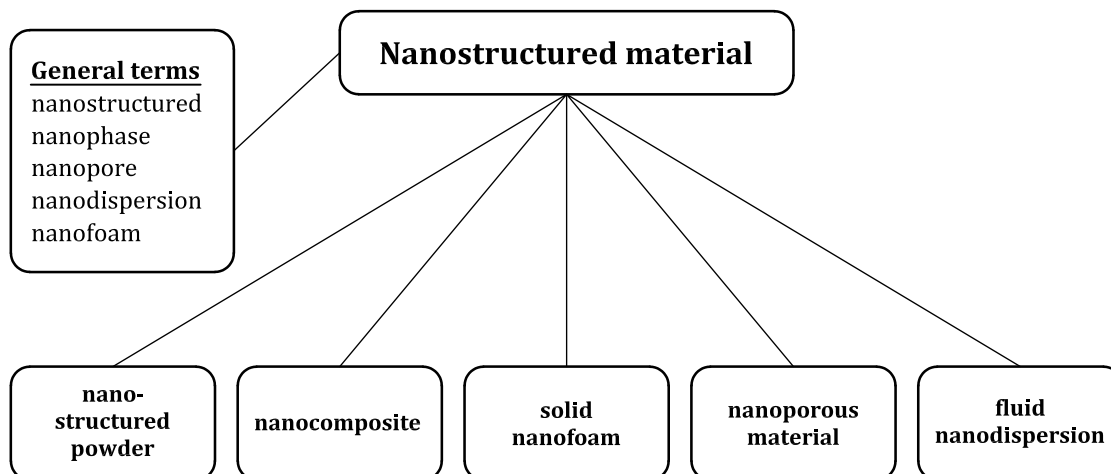 Nanostructured material
General terms
nanostructured
nanophase
nanopore
nanodispersion
nanofoam
nano-
structured
powder
nanocomposite
solid
nanofoam
nanoporous
material
fluid
nanodispersion